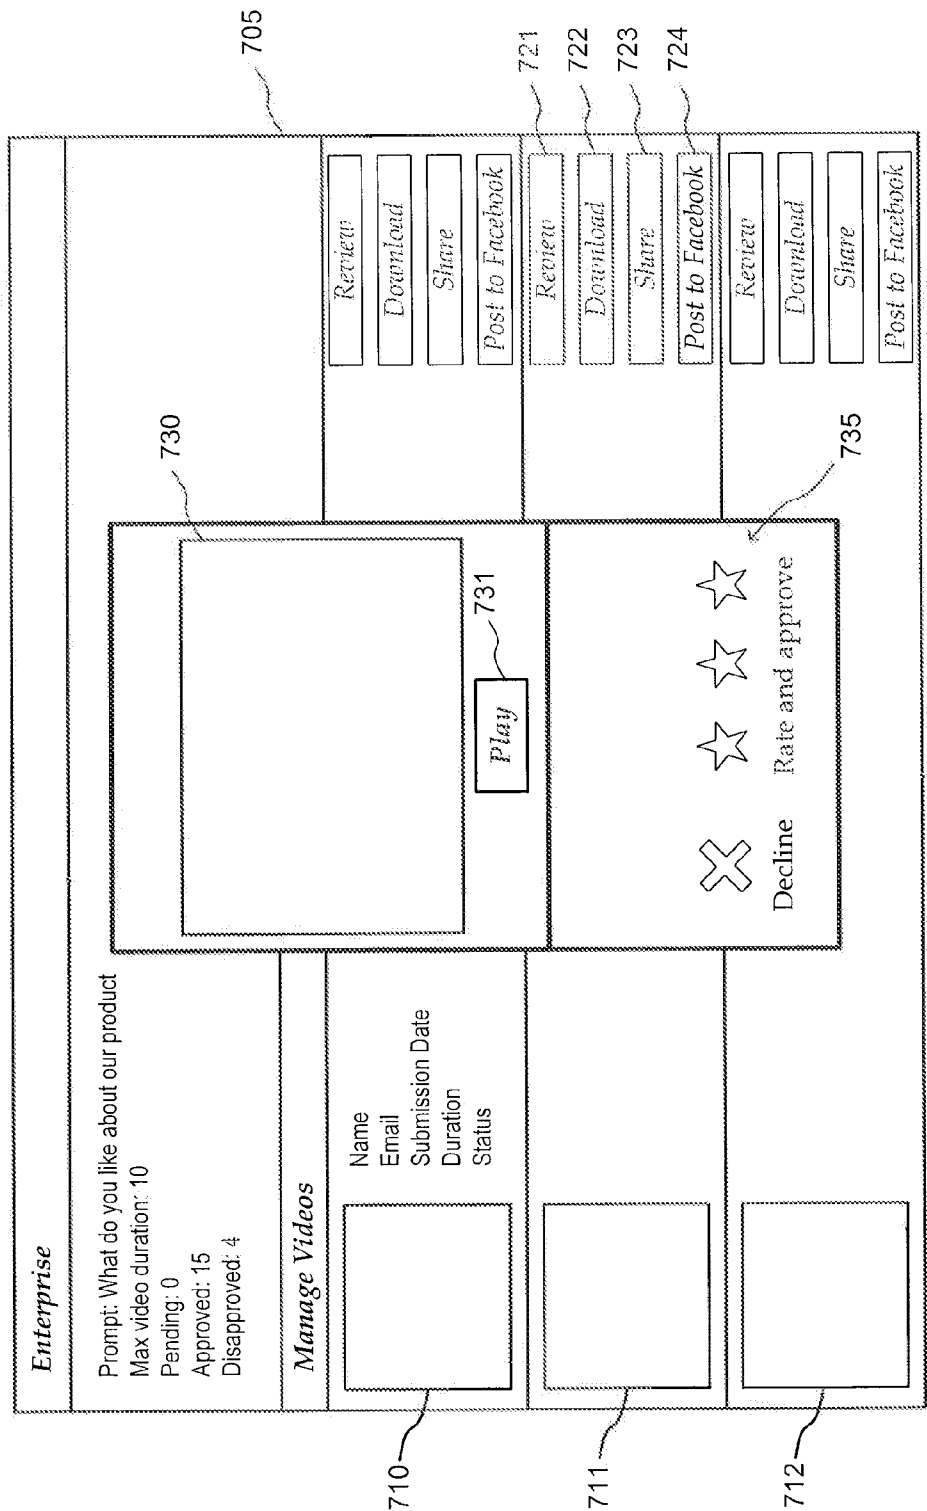 Enterprise
705
Prompt: What do you like about our product
Max video duration: 10
Pending: 0
Approved: 15
Disapproved: 4
730
Manage Videos
710
Name
Email
Submission Date
Duration
Status
Review
Download
Share
Post to Facebook
Play
731
711
Review
721
Download
722
Share
723
Post to Facebook
724
712
Decline
Rate and approve
735
Review
Download
Share
Post to Facebook